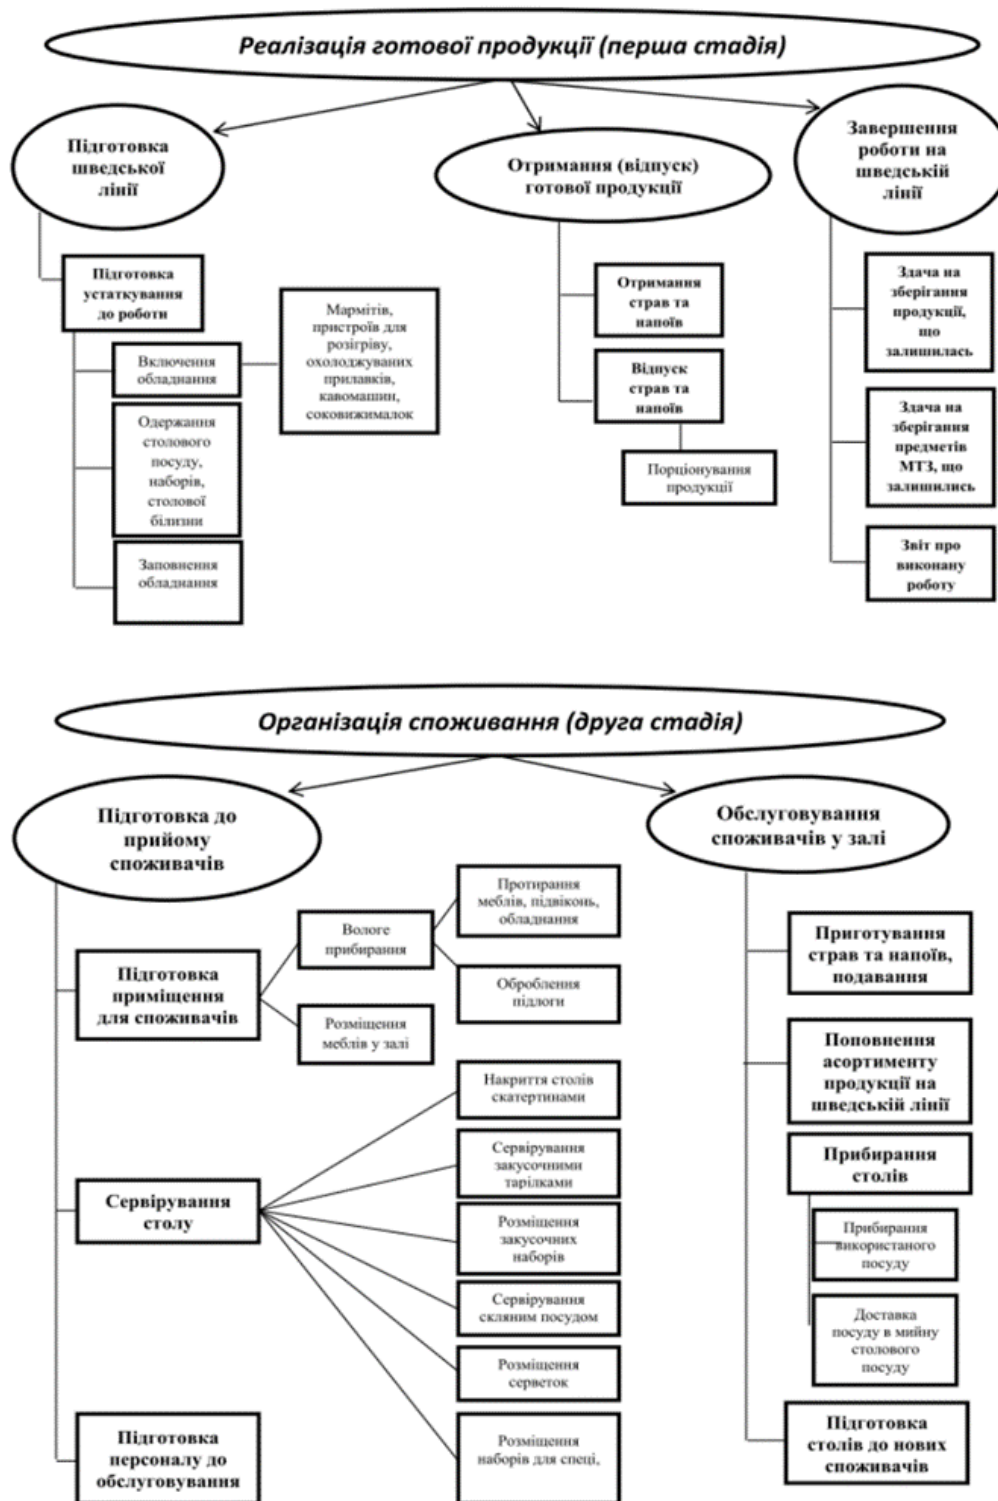 Реалізація готової продукції (перша стадія)
Підготовка
шведської
лінії
Отримання (відпуск)
готової продукції
Завершення
роботи на
шведській
лінії
Підготовка
устаткування
до роботи
Включення
обладнання
Мармітів,
пристроїв для
розігріву,
охолоджуваних
прилавків,
кавомашин,
соковижималок
Одержання
столового
посуду,
наборів,
столової
білизни
Заповнення
обладнання
Отримання
страв та
напоїв
Відпуск
страв та
напоїв
Порціонування
продукції
Здача на
зберігання
продукції,
що
залишилась
Здача на
зберігання
предметів
МТЗ, що
залишились
Звіт про
виконану
роботу
Організація споживання (друга стадія)
Підготовка до
прийому
споживачів
Обслуговування
споживачів у залі
Підготовка
приміщення
для споживачів
Вологе
прибирання
Протирання
меблів, підвіконь,
обладнання
Оброблення
підлоги
Розміщення
меблів у залі
Сервірування
столу
Накриття столів
скатертинами
Сервірування
закусочними
тарілками
Розміщення
закусочних
наборів
Сервірування
скляним посудом
Розміщення
серветок
Розміщення
наборів для спеці,
Підготовка
персоналу до
обслуговування
Приготування
страв та напоїв,
подавання
Поповнення
асортименту
продукції на
шведській лінії
Прибирання
столів
Прибирання
використаного
посуду
Доставка
посуду в мийну
столового
посуду
Підготовка
столів до нових
споживачів